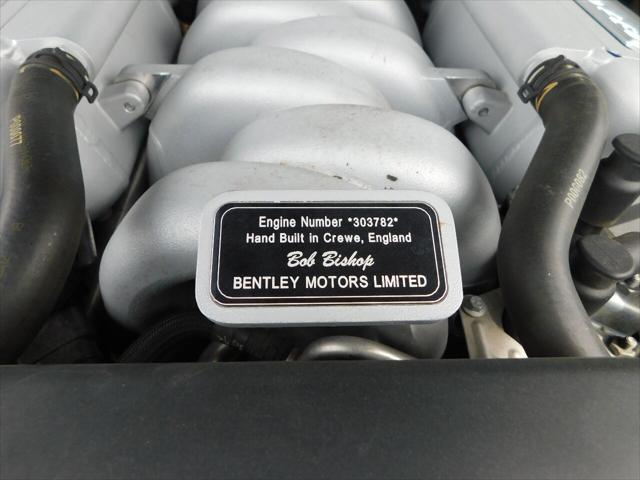 Engine Number *303782*
Hand Built in Crewe, England
Bob Bishop
BENTLEY MOTORS LIMITED